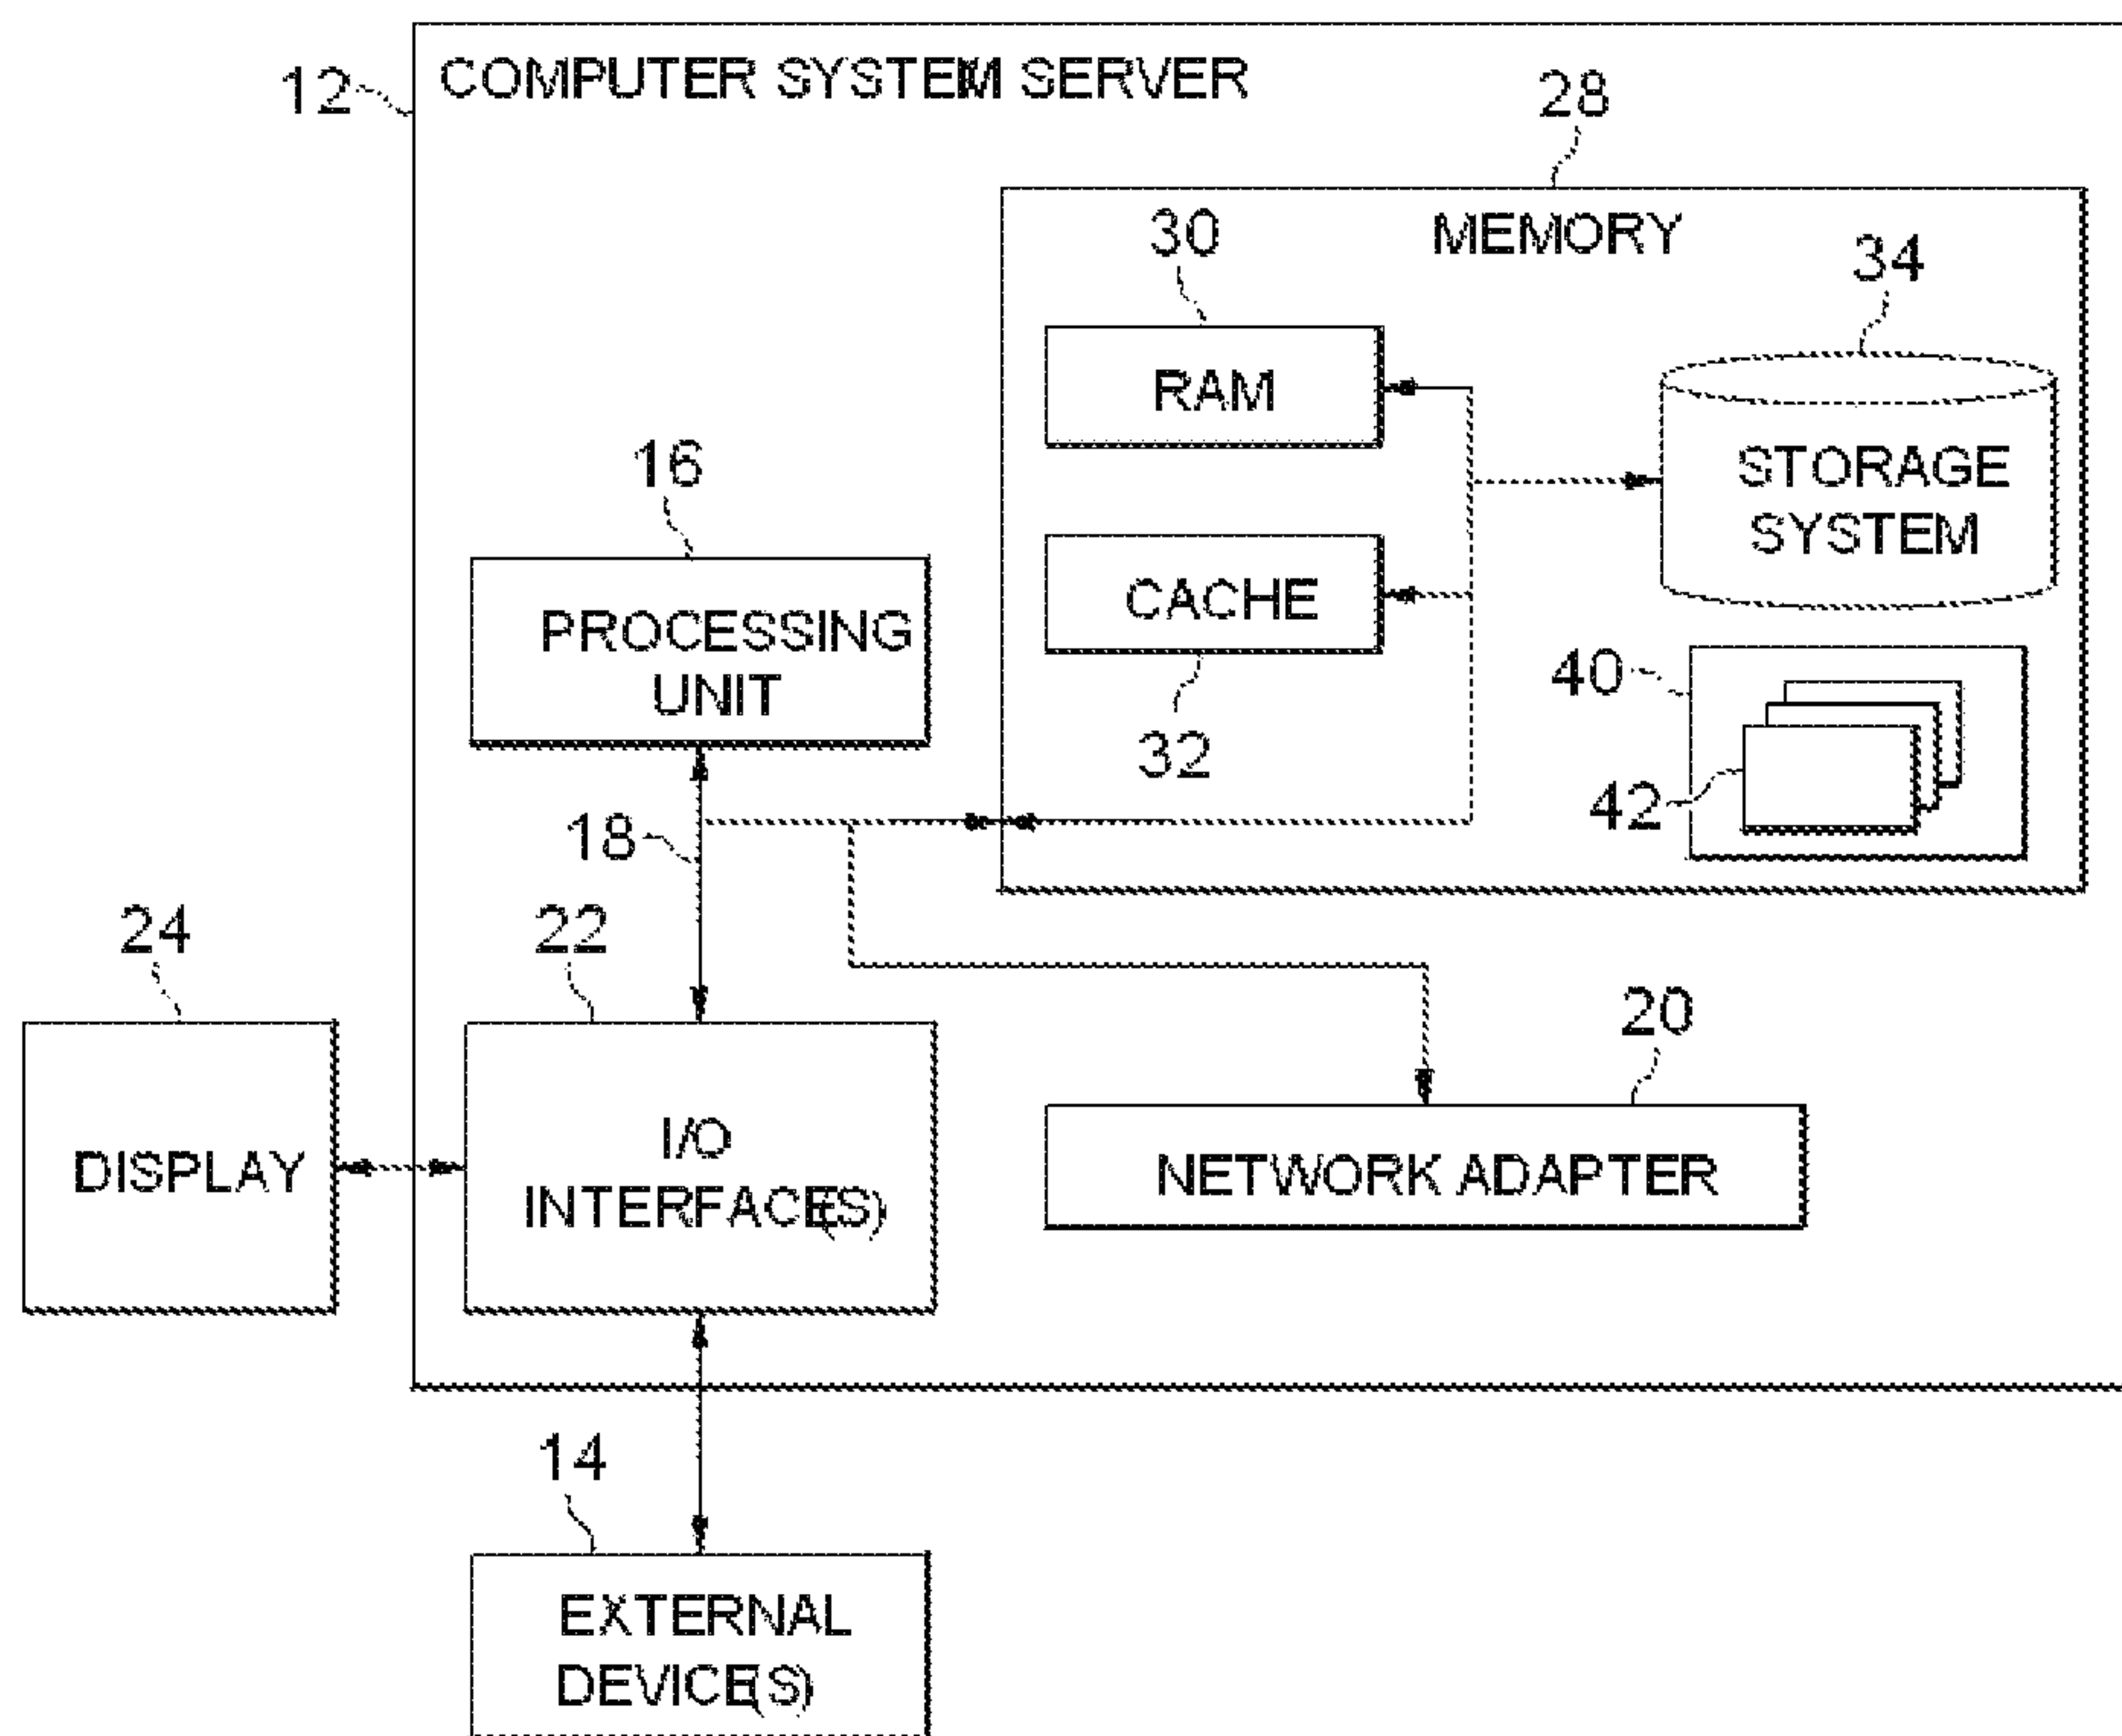 12
COMPUTER SYSTEM SERVER
28
MEMORY
30
34
RAM
STORAGE
SYSTEM
16
PROCESSING
UNIT
CACHE
32
40
42
18
24
22
20
DISPLAY
I/O
INTERFACE(S)
NETWORK ADAPTER
14
EXTERNAL
DEVICE(S)